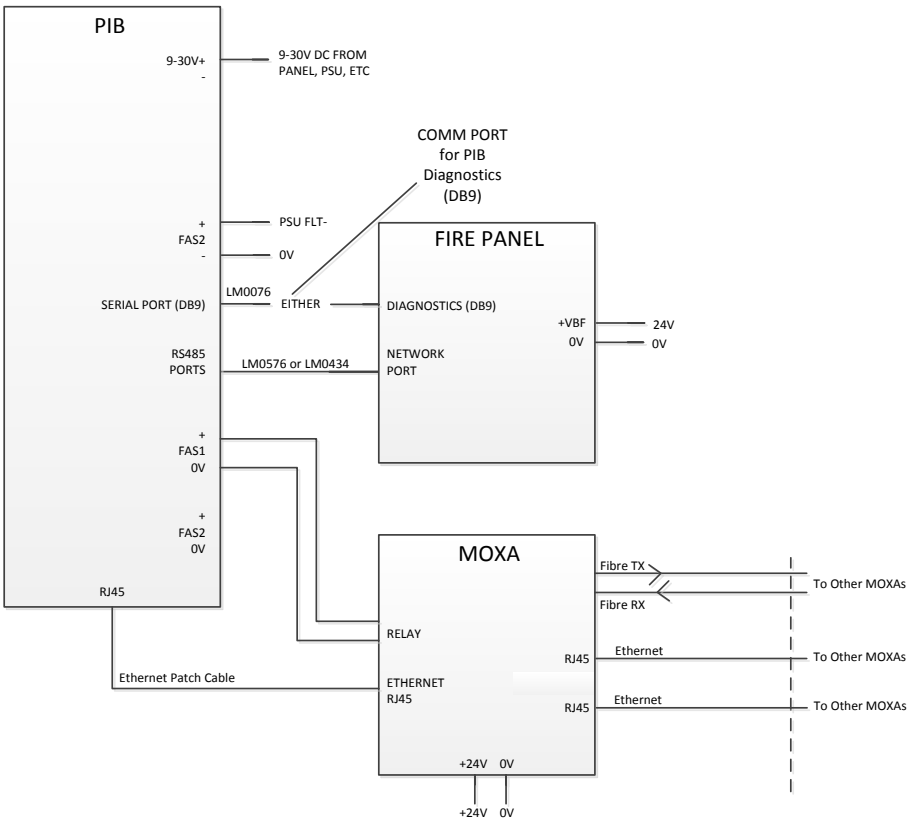 PIB
9-30V+
-
9-30V DC FROM
PANEL, PSU, ETC
COMM PORT
for PIB
Diagnostics
(DB9)
+
FAS2
-
PSU FLT-
0V
SERIAL PORT (DB9)
LM0076
EITHER
RS485
PORTS
LM0576 or LM0434
FIRE PANEL
DIAGNOSTICS (DB9)
NETWORK
PORT
+VBF
0V
24V
0V
+
FAS1
0V
+
FAS2
0V
RJ45
Ethernet Patch Cable
MOXA
RELAY
ETHERNET
RJ45
Fibre TX
Fibre RX
To Other MOXAs
RJ45
Ethernet
To Other MOXAs
RJ45
Ethernet
To Other MOXAs
+24V 0V
+24V 0V